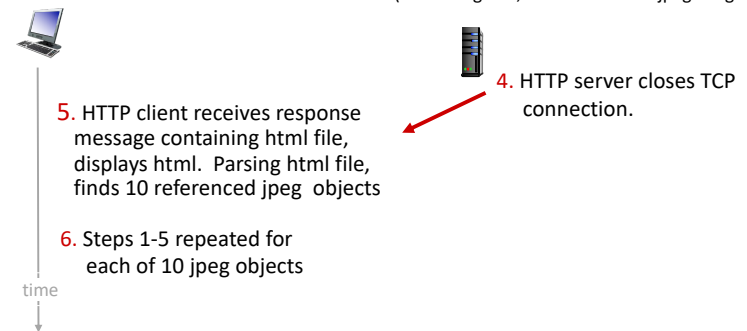 4. HTTP server closes TCP
connection.
5. HTTP client receives response
message containing html file,
displays html. Parsing html file,
finds 10 referenced jpeg objects
6. Steps 1-5 repeated for
each of 10 jpeg objects
time